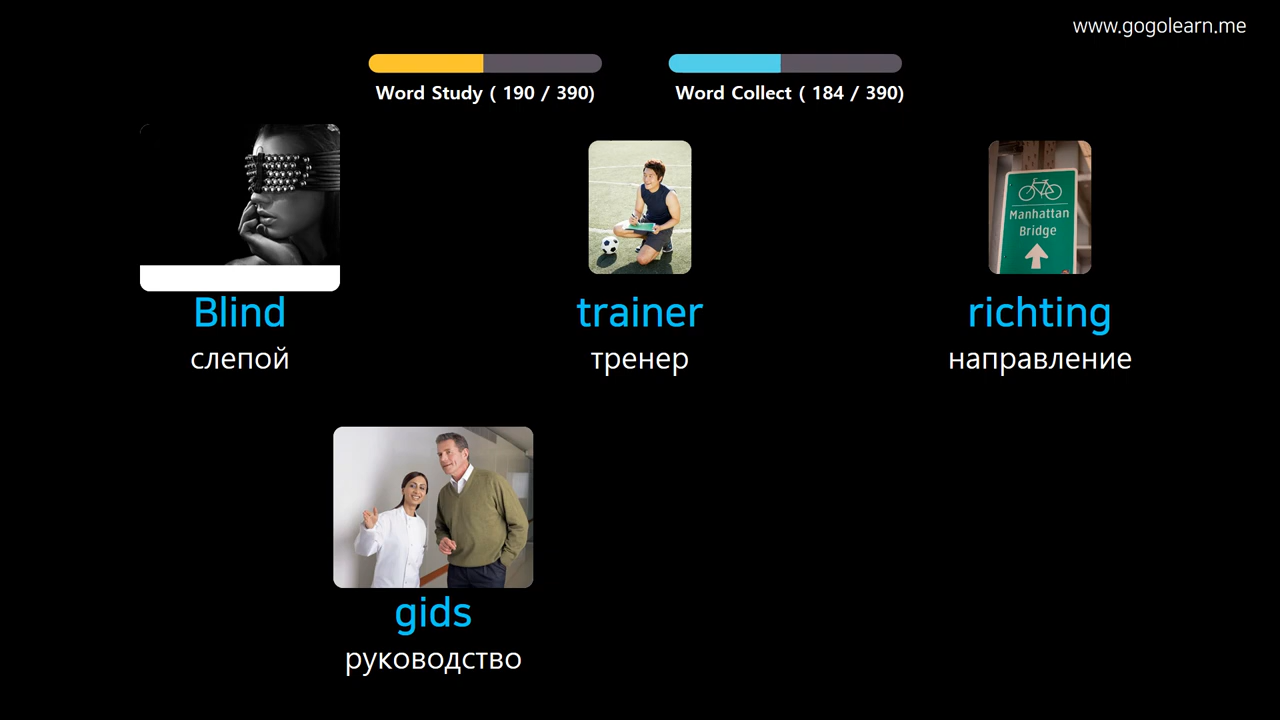 www.gogolearn.me
Word Study ( 190 / 390)
Word Collect ( 184 / 390)
Manhattan
Bridge
Blind
слепой
trainer
тренер
richting
направление
gids
руководство